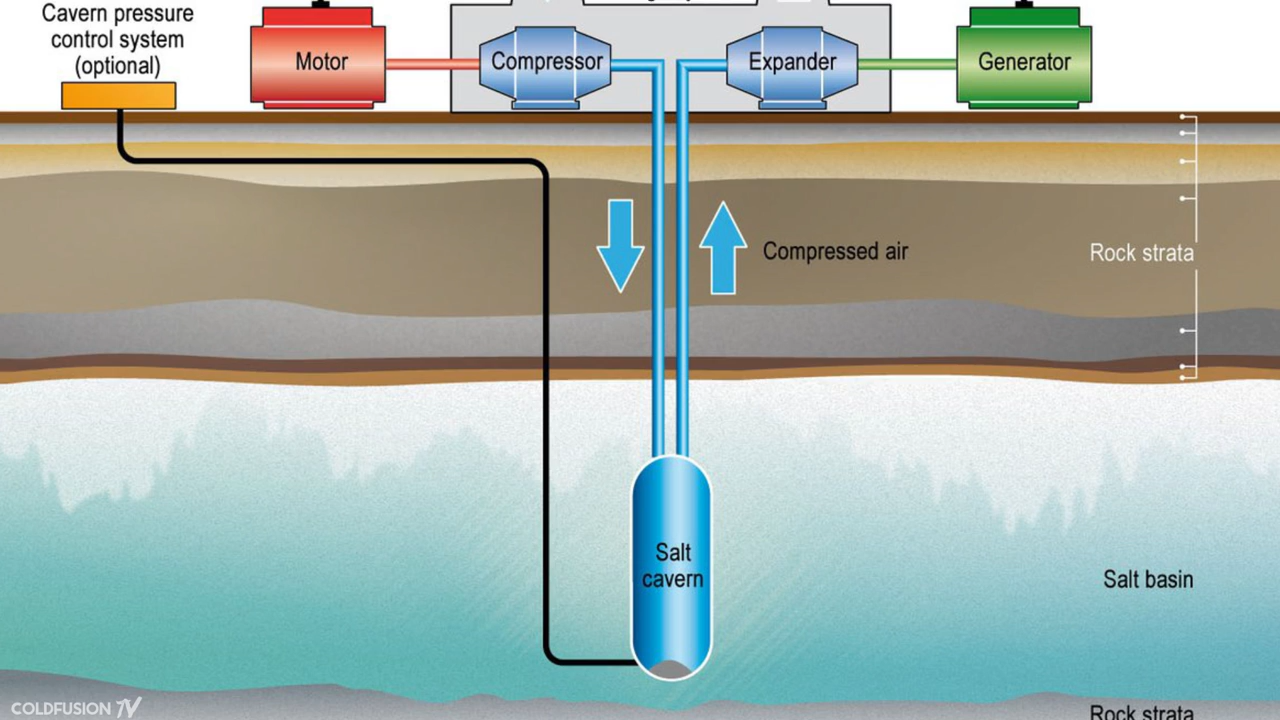 Cavern pressure
control system
(optional)
Motor
Compressor
Expander
Generator
Compressed air
Rock strata
Salt
cavern
Salt basin
Rock strata
COLDFUSION TV